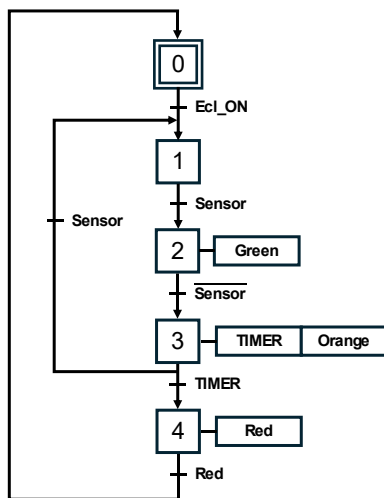 0
Ecl_ON
1
Sensor
Sensor
2
Green
Sensor
3
TIMER
Orange
TIMER
4
Red
Red